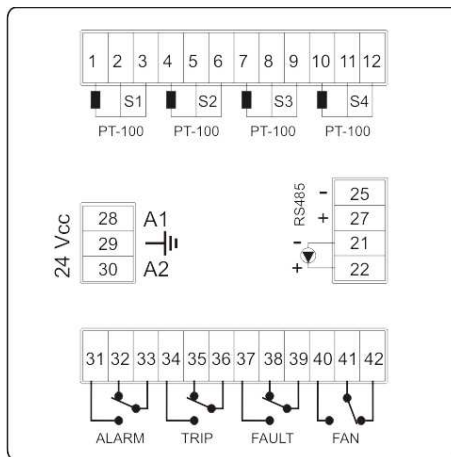 1 2 3 4 5 6 7 8 9 10 11 12
S1 S2 S3 S4
PT-100 PT-100 PT-100 PT-100
24 Vcc
28 A1
29
30 A2
RS485
- 25
+ 27
- 21
+ 22
31 32 33 34 35 36 37 38 39 40 41 42
ALARM TRIP FAULT FAN